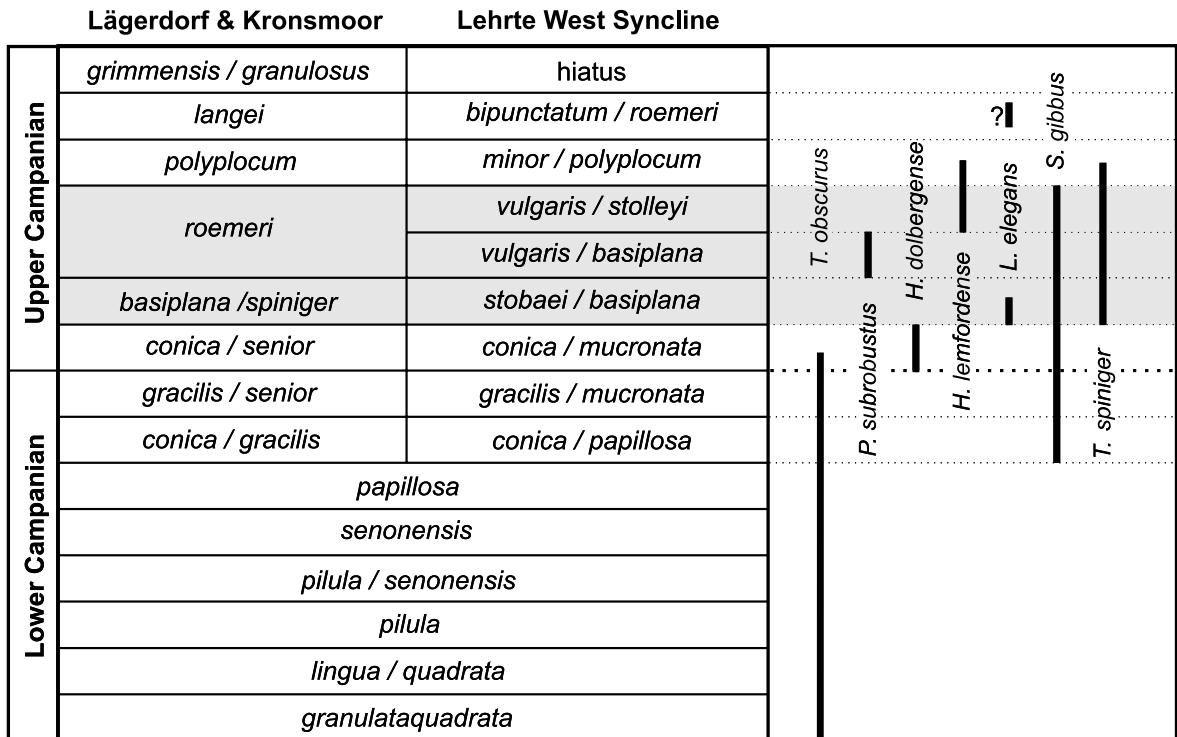 Lägerdorf & Kronsmoor
Lehrte West Syncline
Upper Campanian
Lower Campanian
grimmensis / granulosus
hiatus
langei
bipunctatum / roemeri
polyplocum
minor / polyplocum
roemeri
vulgaris / stolleyi
vulgaris / basiplana
basiplana /spiniger
stobaei / basiplana
conica / senior
conica / mucronata
gracilis / senior
gracilis / mucronata
conica / gracilis
conica / papillosa
papillosa
senonensis
pilula / senonensis
pilula
lingua / quadrata
granulataquadrata
T. obscurus
P. subrobustus
H. dolbergense
H. lemfordense
?
L. elegans
S. gibbus
T. spiniger